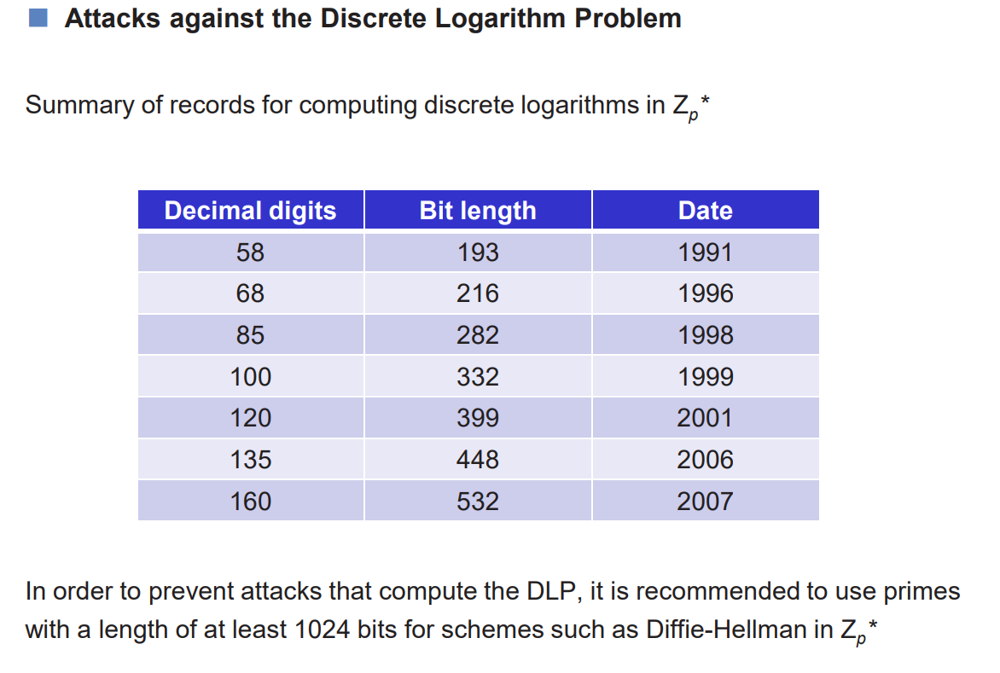 Attacks against the Discrete Logarithm Problem
Summary of records for computing discrete logarithms in Zp*
Decimal digits Bit length Date
58 193 1991
68 216 1996
85 282 1998
100 332 1999
120 399 2001
135 448 2006
160 532 2007
In order to prevent attacks that compute the DLP, it is recommended to use primes
with a length of at least 1024 bits for schemes such as Diffie-Hellman in Zp*